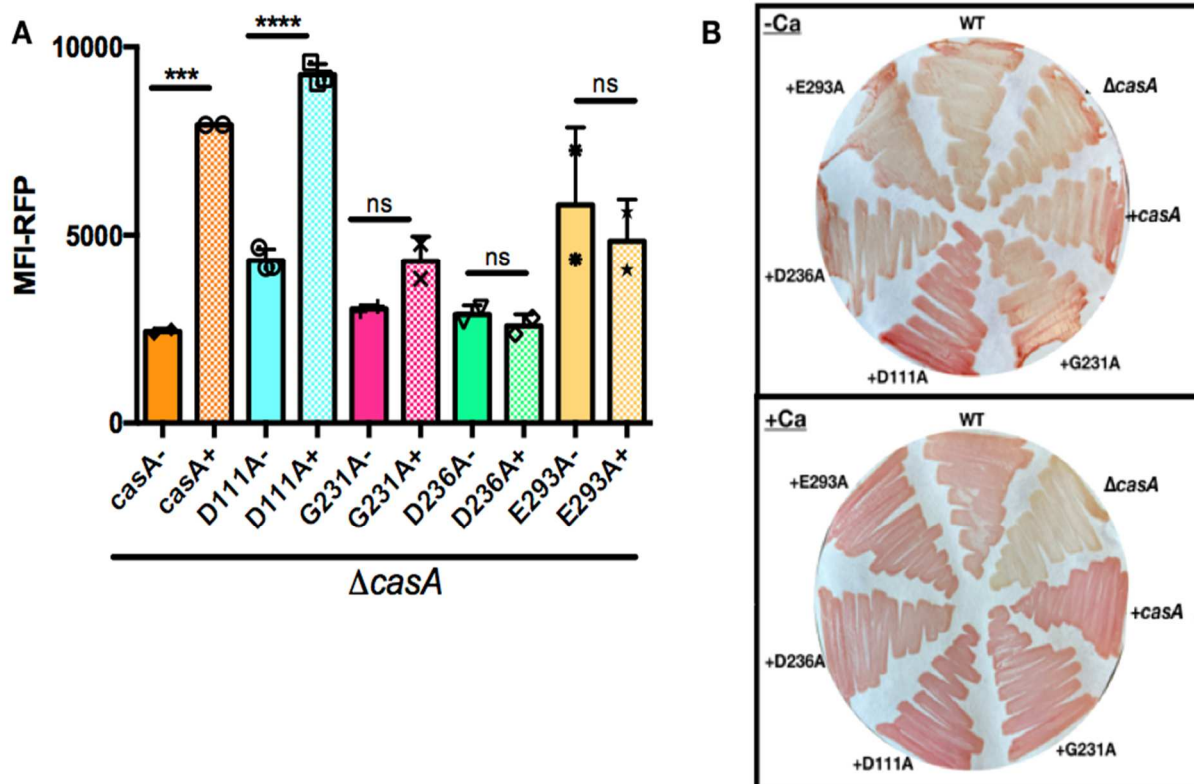 A
MFI-RFP
10000
5000
0
***
****
ns
ns
ns
casA-
casA+
D111A-
D111A+
G231A-
G231A+
D236A-
D236A+
E293A-
E293A+
ΔcasA
B
-Ca
WT
ΔcasA
+casA
+G231A
+D111A
+D236A
+E293A
+Ca
WT
ΔcasA
+casA
+G231A
+D111A
+D236A
+E293A